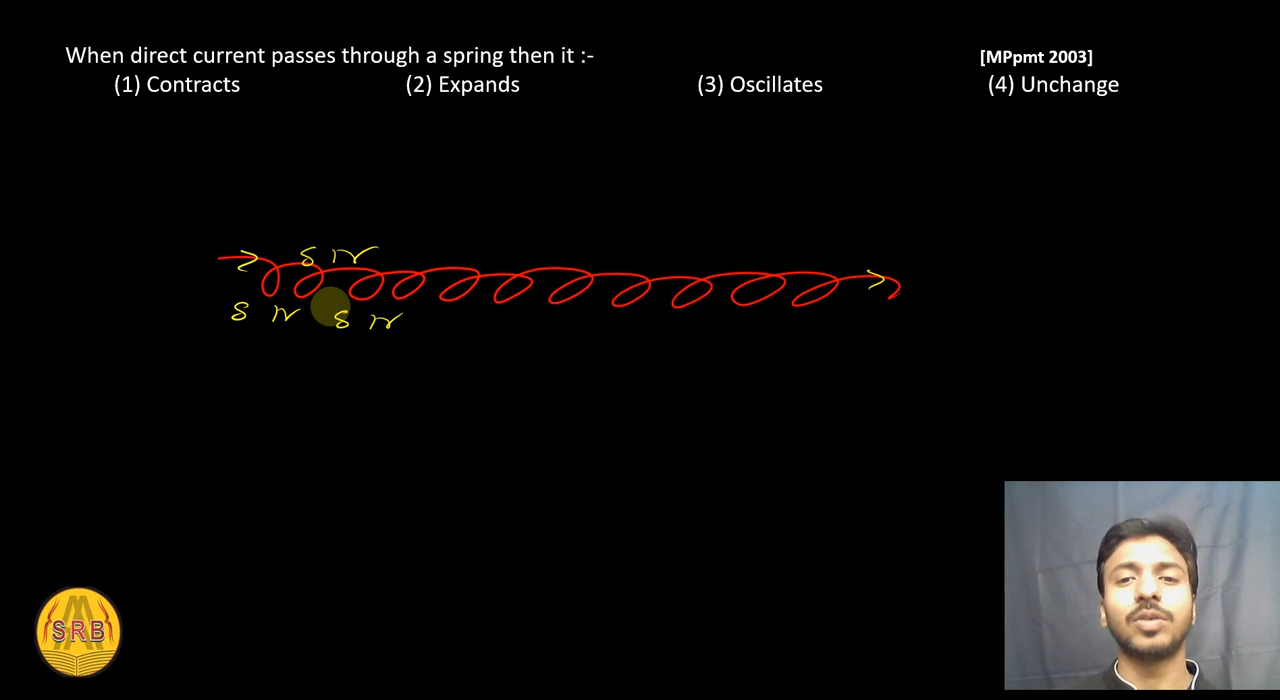 When direct current passes through a spring then it :- [MPpmt 2003]
(1) Contracts (2) Expands (3) Oscillates (4) Unchange
S N
S N S N
SRB